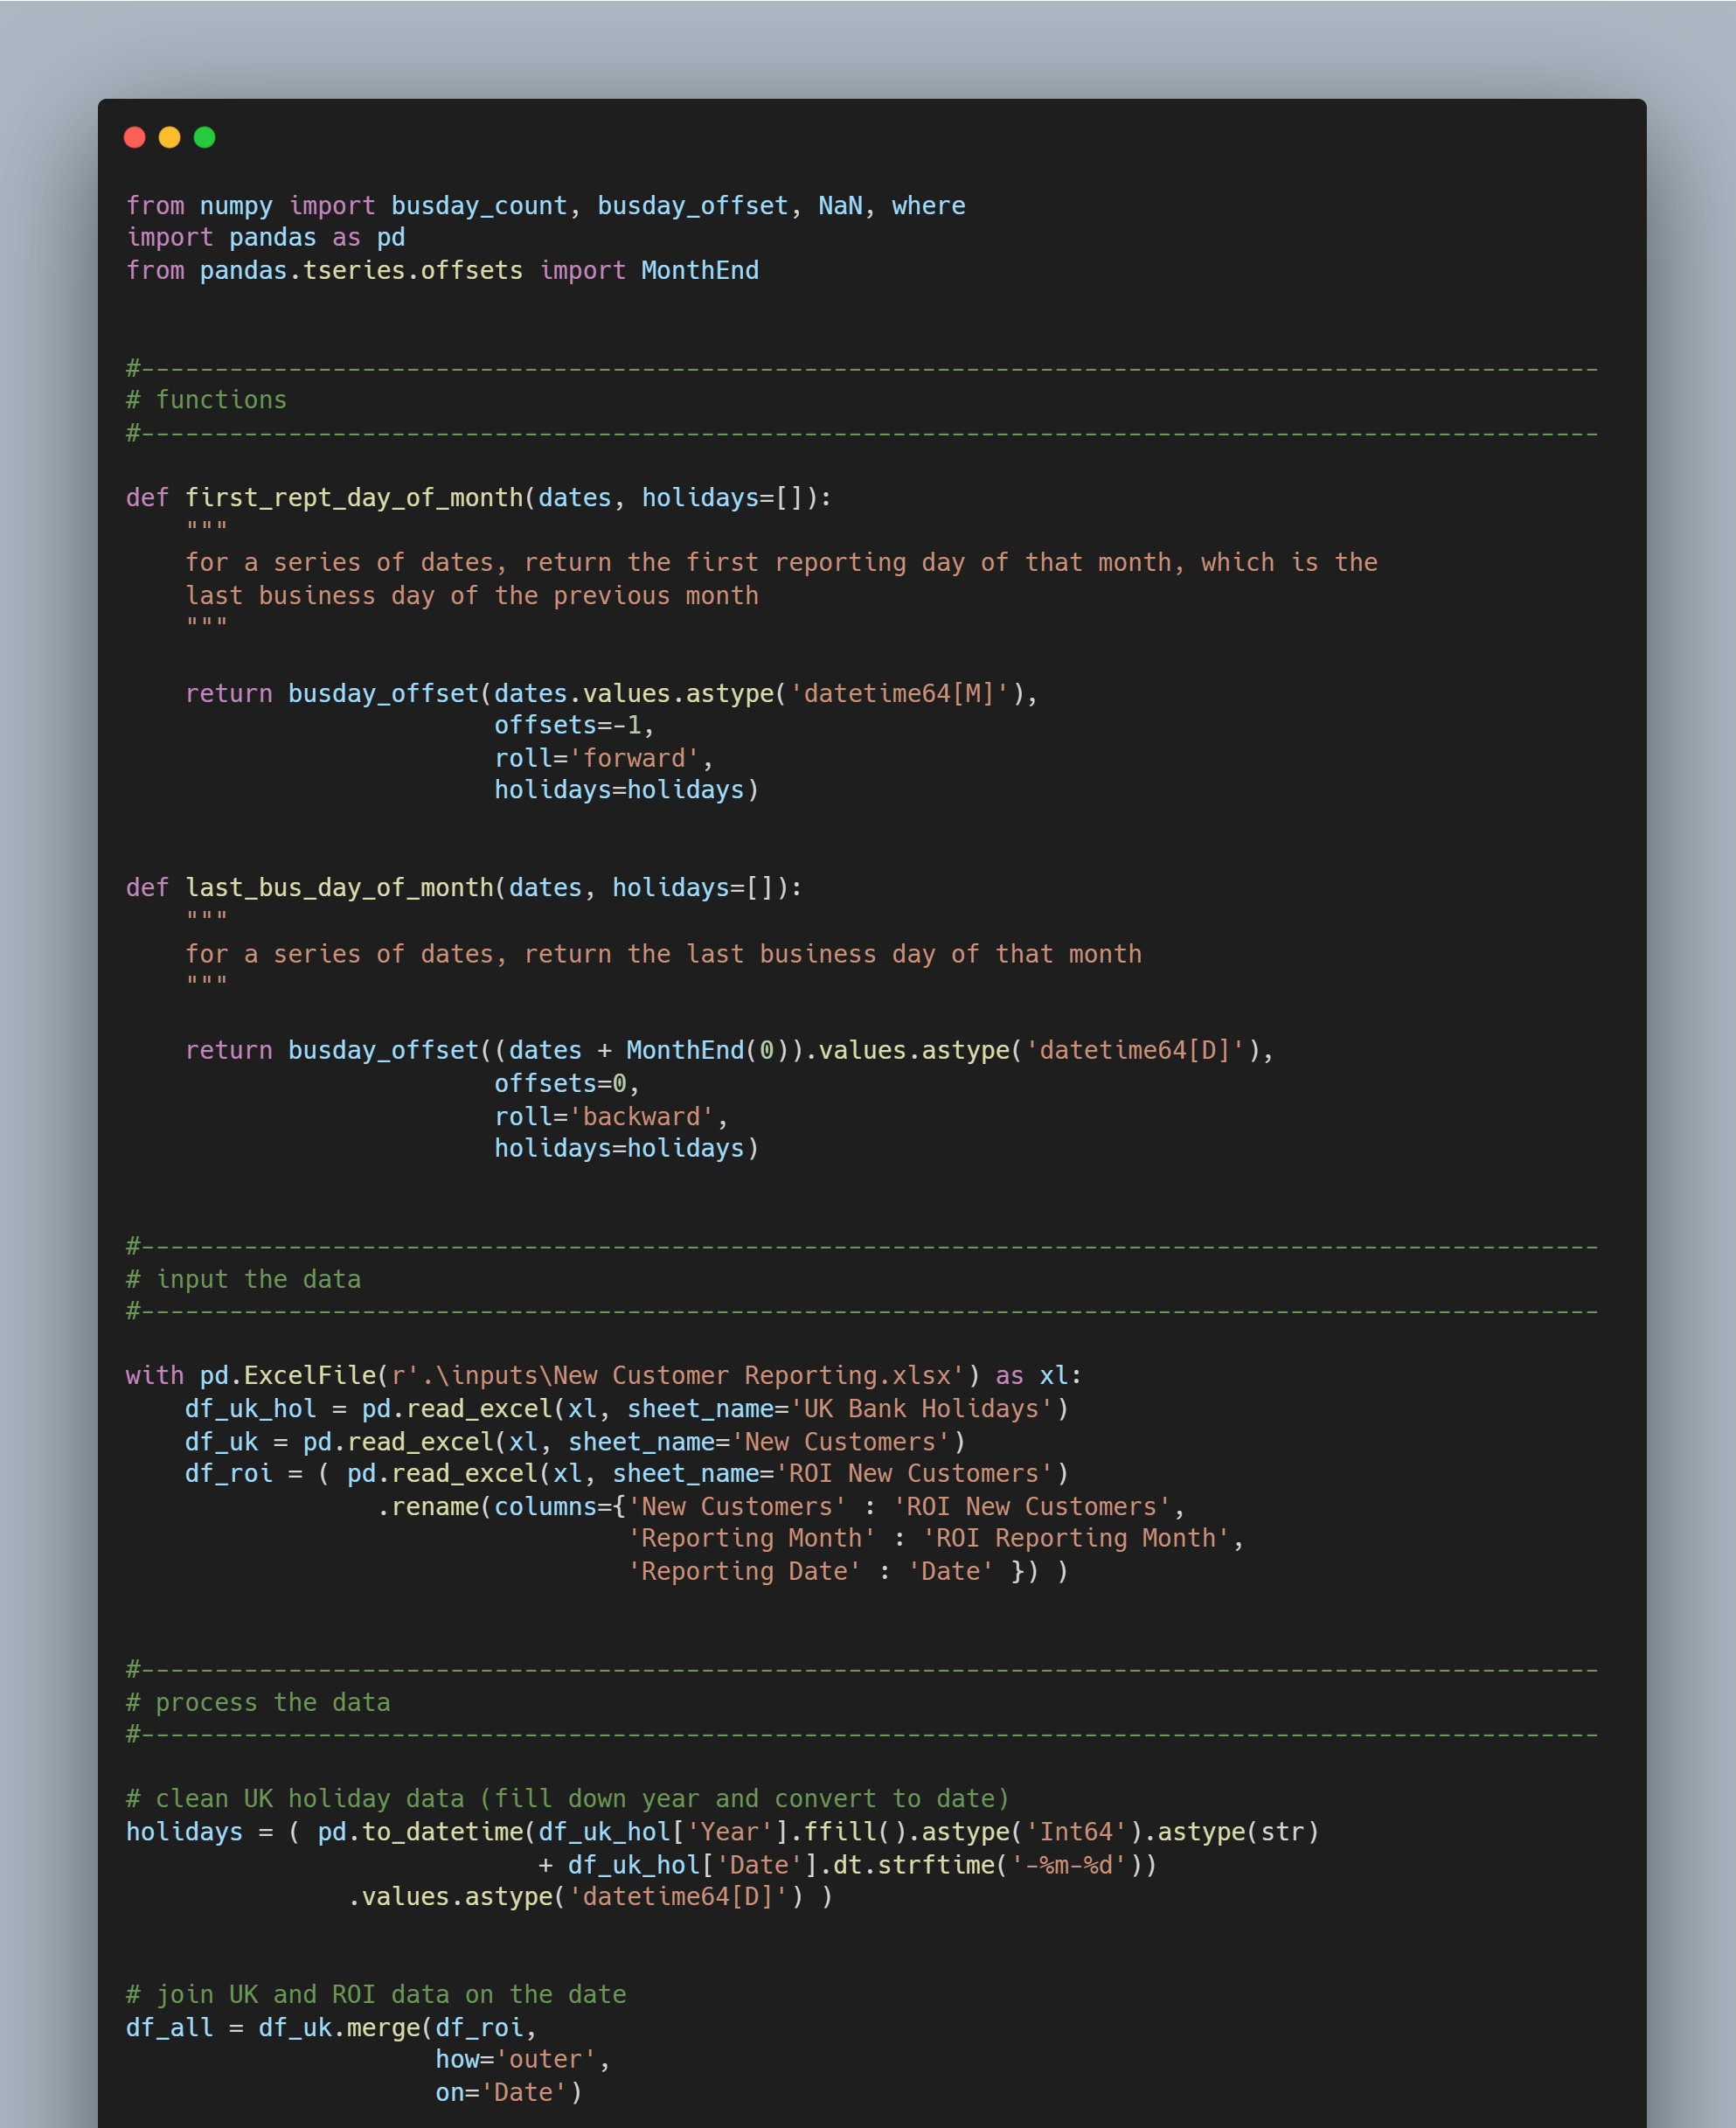 from numpy import busday_count, busday_offset, NaN, where
import pandas as pd
from pandas.tseries.offsets import MonthEnd


#---------------------------------------------------------------------------------------------------
# functions
#---------------------------------------------------------------------------------------------------

def first_rept_day_of_month(dates, holidays=[]):
    """
    for a series of dates, return the first reporting day of that month, which is the
    last business day of the previous month
    """

    return busday_offset(dates.values.astype('datetime64[M]'),
                         offsets=-1,
                         roll='forward',
                         holidays=holidays)


def last_bus_day_of_month(dates, holidays=[]):
    """
    for a series of dates, return the last business day of that month
    """

    return busday_offset((dates + MonthEnd(0)).values.astype('datetime64[D]'),
                         offsets=0,
                         roll='backward',
                         holidays=holidays)


#---------------------------------------------------------------------------------------------------
# input the data
#---------------------------------------------------------------------------------------------------

with pd.ExcelFile(r'.\inputs\New Customer Reporting.xlsx') as xl:
    df_uk_hol = pd.read_excel(xl, sheet_name='UK Bank Holidays')
    df_uk = pd.read_excel(xl, sheet_name='New Customers')
    df_roi = ( pd.read_excel(xl, sheet_name='ROI New Customers')
                 .rename(columns={'New Customers' : 'ROI New Customers',
                                  'Reporting Month' : 'ROI Reporting Month',
                                  'Reporting Date' : 'Date' }) )


#---------------------------------------------------------------------------------------------------
# process the data
#---------------------------------------------------------------------------------------------------

# clean UK holiday data (fill down year and convert to date)
holidays = ( pd.to_datetime(df_uk_hol['Year'].ffill().astype('Int64').astype(str)
                            + df_uk_hol['Date'].dt.strftime('-%m-%d'))
               .values.astype('datetime64[D]') )


# join UK and ROI data on the date
df_all = df_uk.merge(df_roi,
                     how='outer',
                     on='Date')